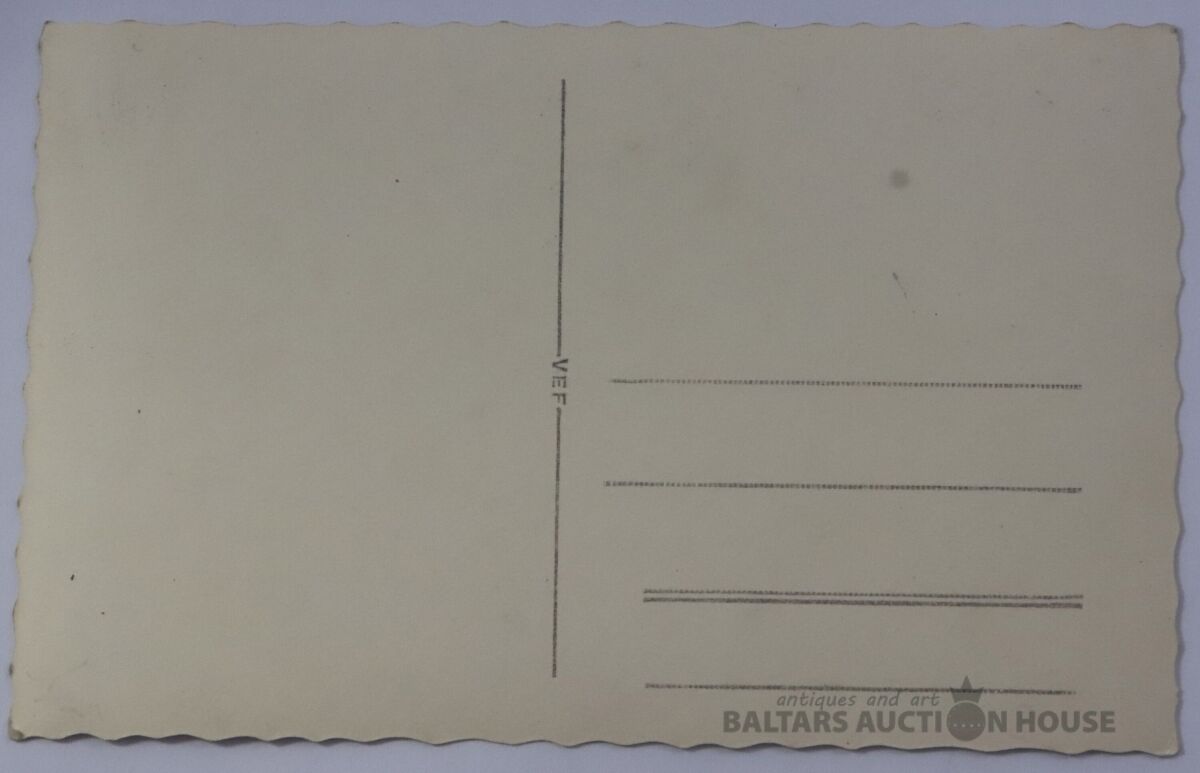 VEF
antiques and art
BALTARS AUCTION HOUSE